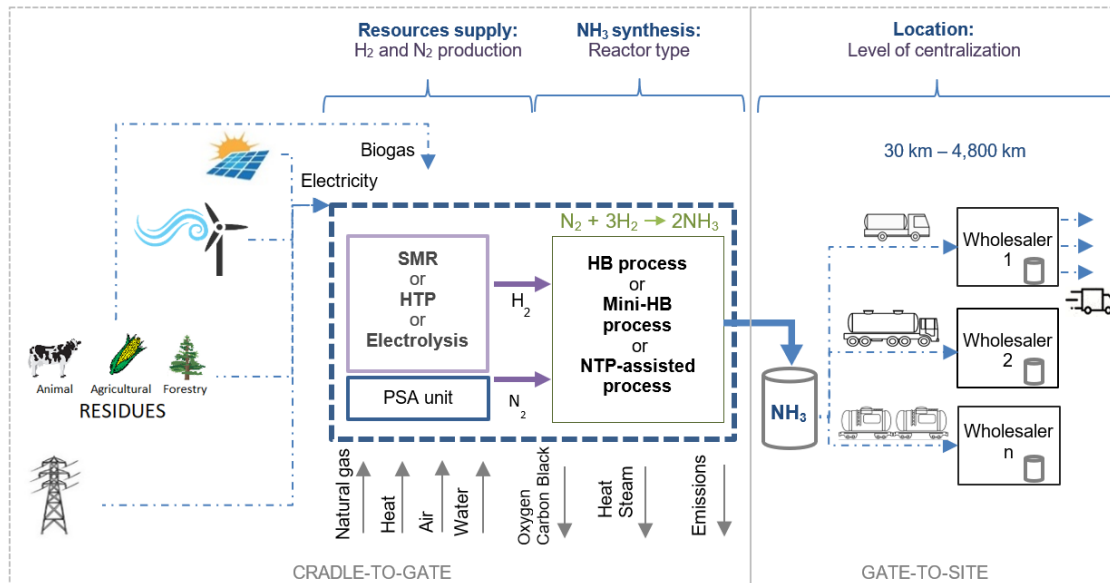 Resources supply:
H₂ and N₂ production
NH₃ synthesis:
Reactor type
Location:
Level of centralization
Biogas
Electricity
30 km – 4,800 km
N₂ + 3H₂ → 2NH₃
SMR
or
HTP
or
Electrolysis
PSA unit
H₂
N₂
HB process
or
Mini-HB
process
or
NTP-assisted
process
NH₃
Wholesaler
1
Wholesaler
2
Wholesaler
n
Animal
Agricultural
Forestry
RESIDUES
Natural gas
Heat
Air
Water
Oxygen
Carbon Black
Heat
Steam
Emissions
CRADLE-TO-GATE
GATE-TO-SITE